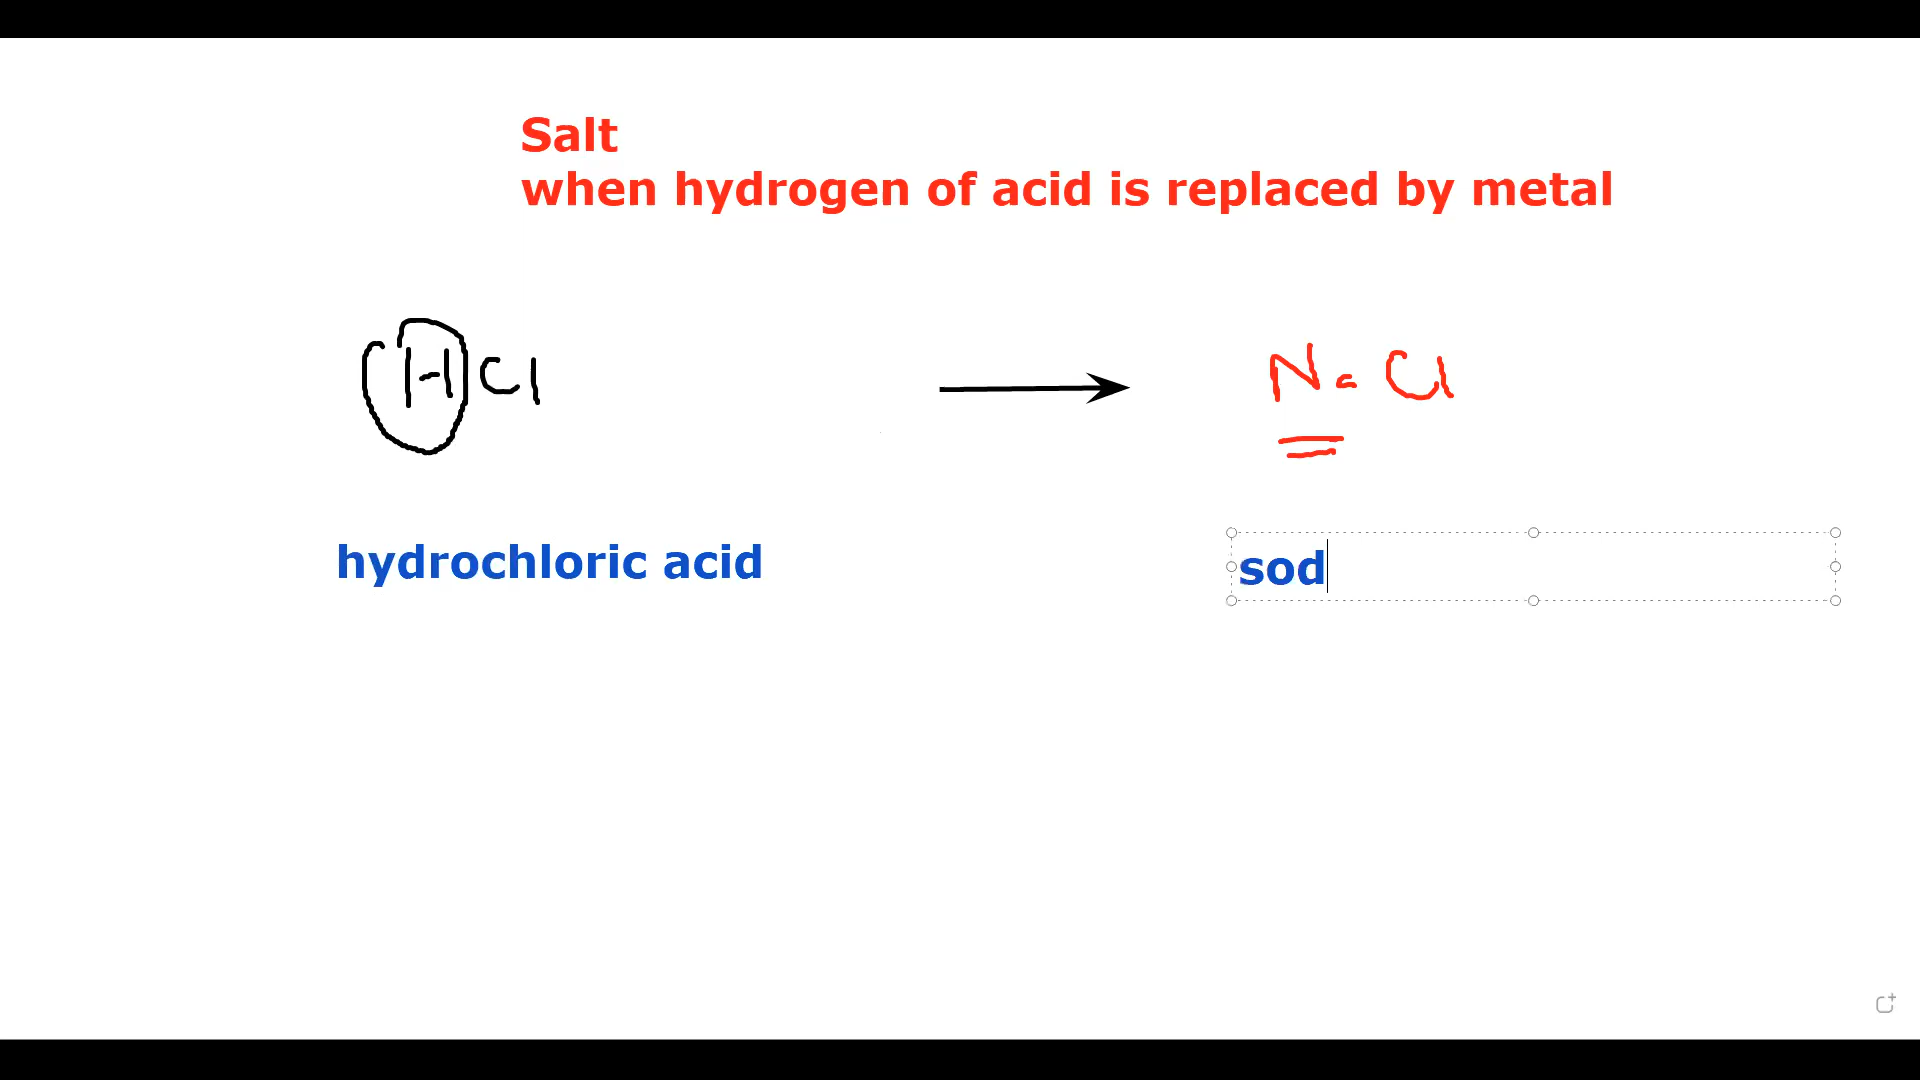 Salt
when hydrogen of acid is replaced by metal
HCl
NaCl
hydrochloric acid
sod